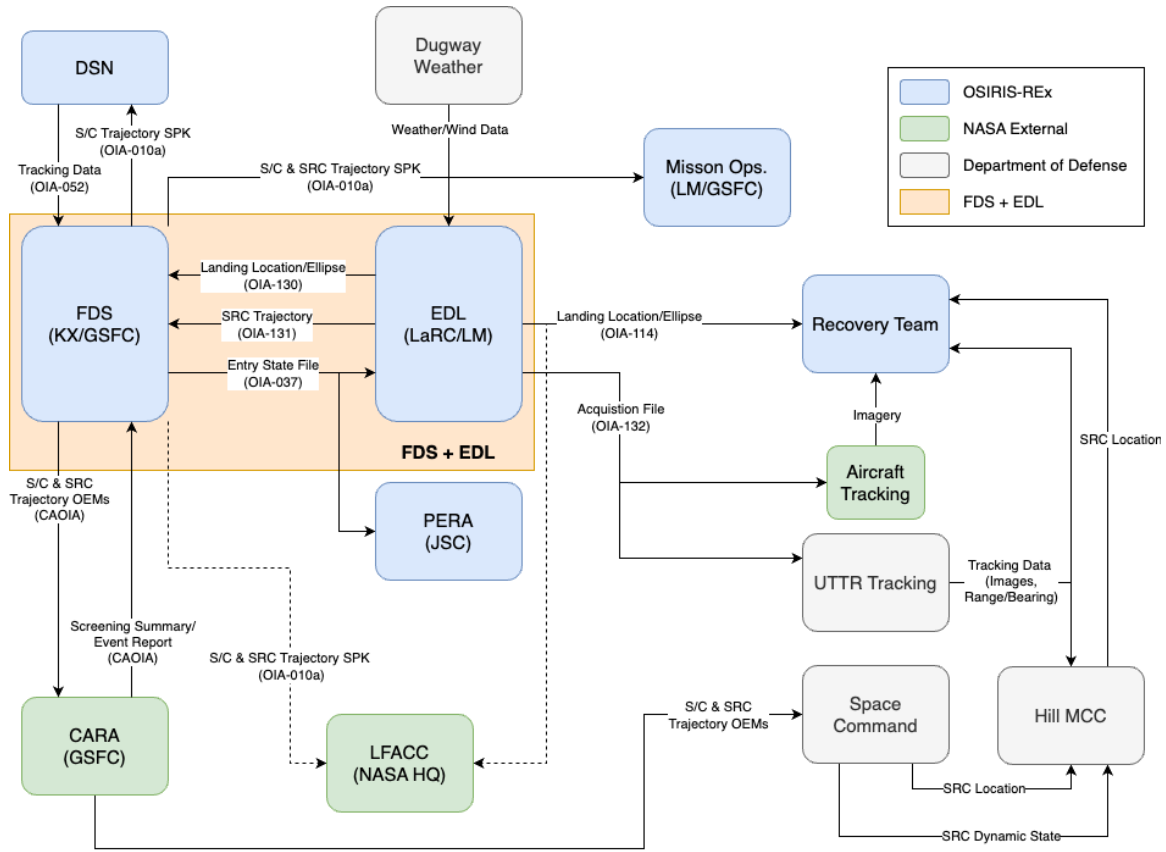 DSN
Dugway
Weather
OSIRIS-REx
NASA External
Department of Defense
FDS + EDL
S/C Trajectory SPK
(OIA-010a)
Tracking Data
(OIA-052)
Weather/Wind Data
S/C & SRC Trajectory SPK
(OIA-010a)
Misson Ops.
(LM/GSFC)
FDS
(KX/GSFC)
Landing Location/Ellipse
(OIA-130)
SRC Trajectory
(OIA-131)
Entry State File
(OIA-037)
EDL
(LaRC/LM)
FDS + EDL
Landing Location/Ellipse
(OIA-114)
Recovery Team
Acquistion File
(OIA-132)
Imagery
SRC Location
Aircraft
Tracking
S/C & SRC
Trajectory OEMs
(CAOIA)
PERA
(JSC)
UTTR Tracking
Tracking Data
(Images,
Range/Bearing)
Screening Summary/
Event Report
(CAOIA)
S/C & SRC Trajectory SPK
(OIA-010a)
CARA
(GSFC)
LFACC
(NASA HQ)
S/C & SRC
Trajectory OEMs
Space
Command
Hill MCC
SRC Location
SRC Dynamic State